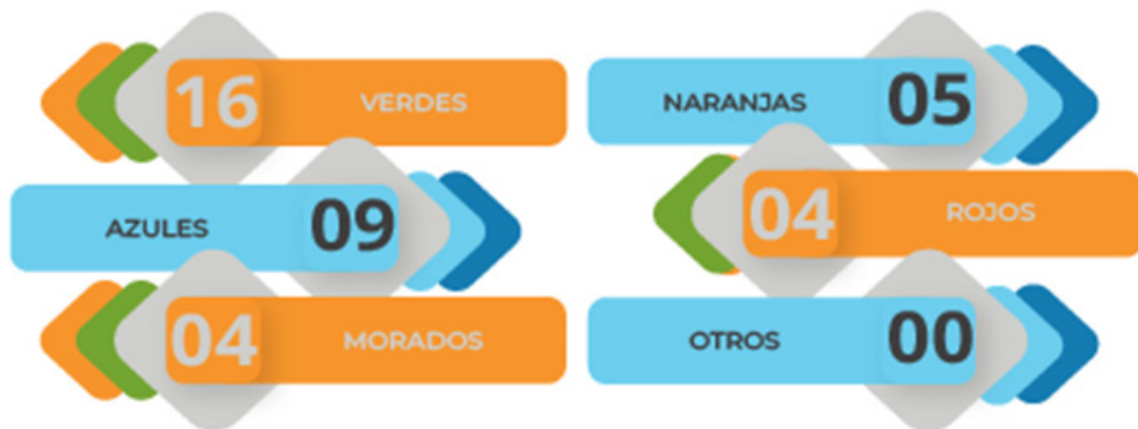 16 VERDES
AZULES 09
04 MORADOS
NARANJAS 05
04 ROJOS
OTROS 00